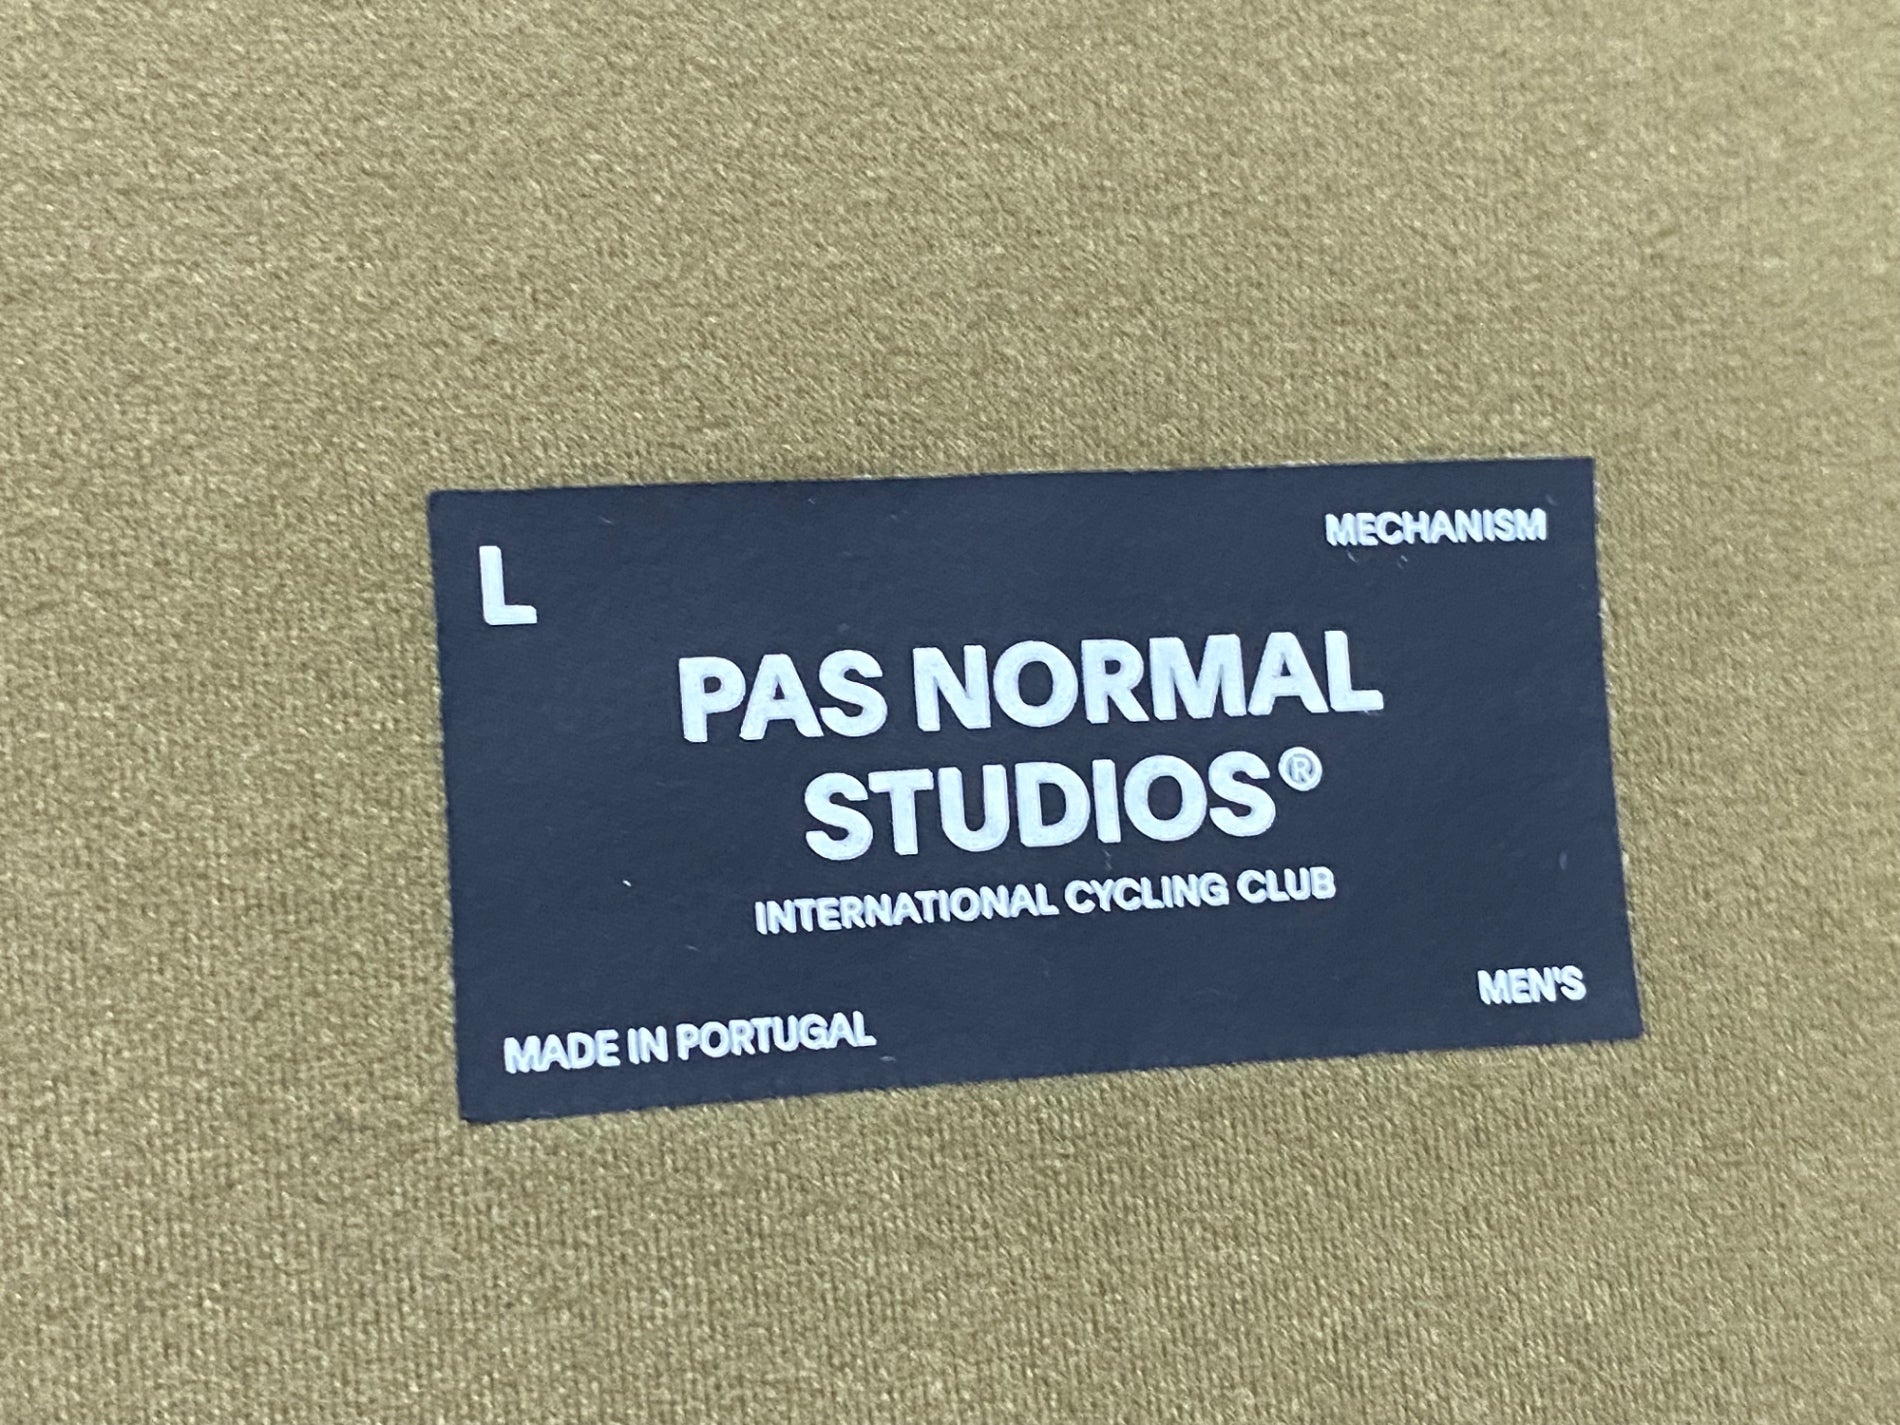 L
MECHANISM
PAS NORMAL
STUDIOS®
INTERNATIONAL CYCLING CLUB
MEN'S
MADE IN PORTUGAL